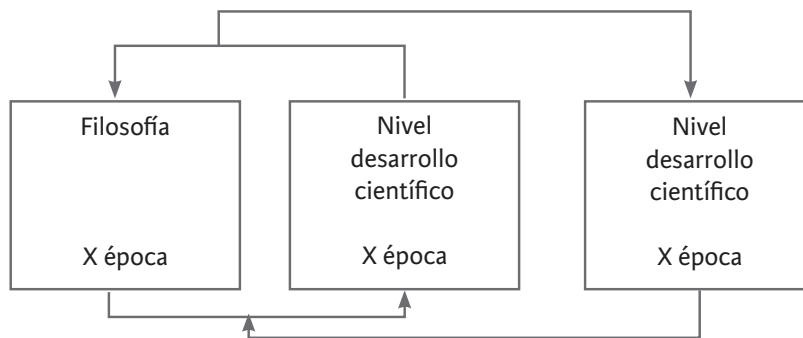 Filosofía
X época
Nivel
desarrollo
científico
X época
Nivel
desarrollo
científico
X época